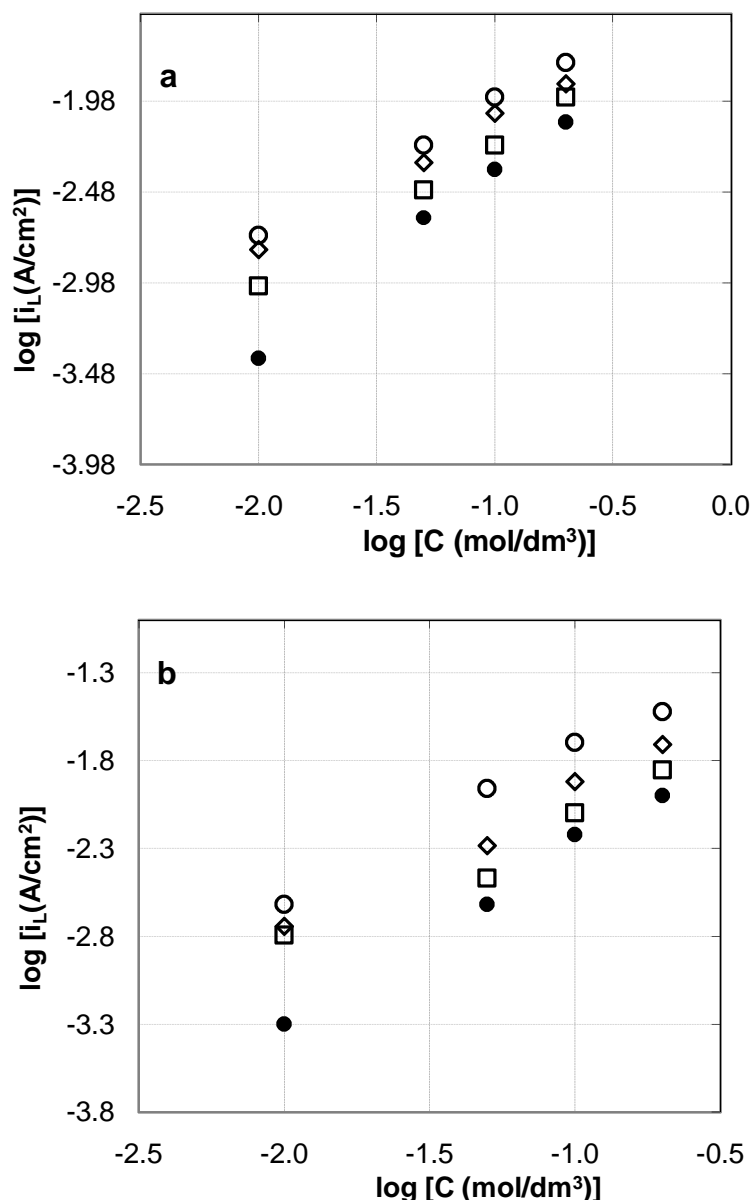 a
-1.98
-2.48
-2.98
-3.48
-3.98
log [i_L(A/cm²)]
-2.5 -2.0 -1.5 -1.0 -0.5 0.0
log [C (mol/dm³)]
b
-1.3
-1.8
-2.3
-2.8
-3.3
-3.8
log [i_L(A/cm²)]
-2.5 -2.0 -1.5 -1.0 -0.5
log [C (mol/dm³)]